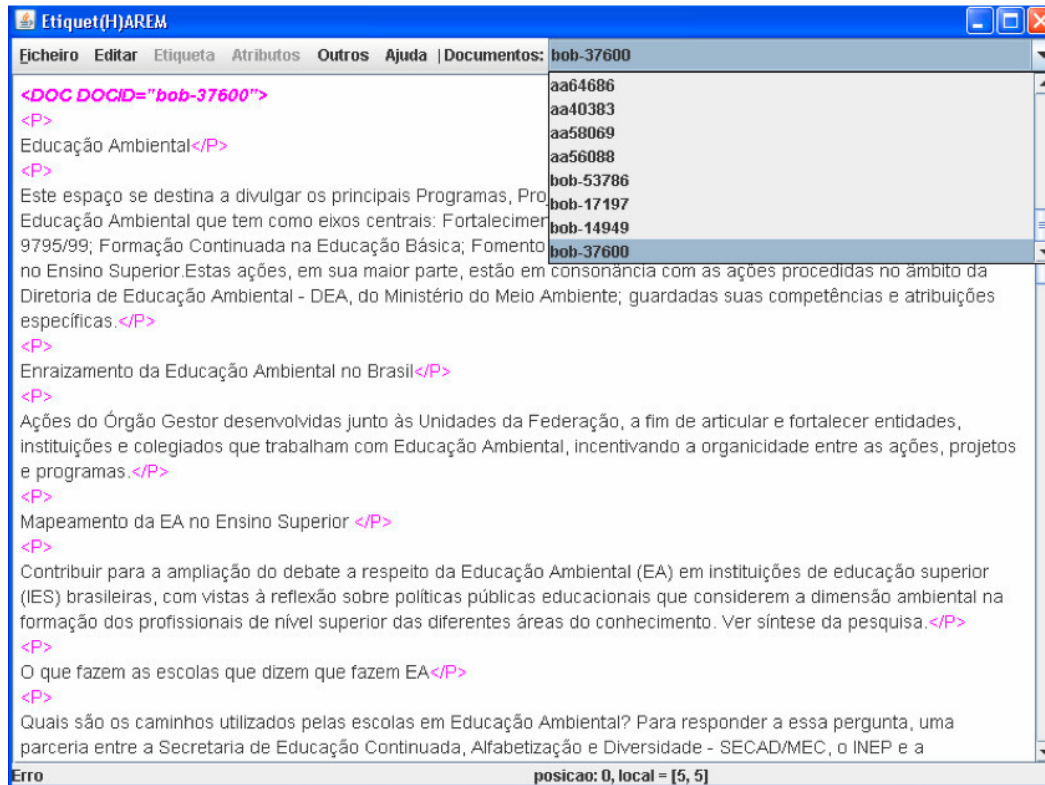 Etiquet(H)AREM
Ficheiro Editar Etiqueta Atributos Outros Ajuda |Documentos: bob-37600
aa64686
aa40383
aa58069
aa56088
bob-53786
bob-17197
bob-14949
bob-37600
<DOC DOCID="bob-37600">
<P>
Educação Ambiental</P>
<P>
Este espaço se destina a divulgar os principais Programas, Pro
Educação Ambiental que tem como eixos centrais: Fortalecimen
9795/99; Formação Continuada na Educação Básica; Fomento
no Ensino Superior.Estas ações, em sua maior parte, estão em consonância com as ações procedidas no âmbito da
Diretoria de Educação Ambiental - DEA, do Ministério do Meio Ambiente; guardadas suas competências e atribuições
específicas.</P>
<P>
Enraizamento da Educação Ambiental no Brasil</P>
<P>
Ações do Órgão Gestor desenvolvidas junto às Unidades da Federação, a fim de articular e fortalecer entidades,
instituições e colegiados que trabalham com Educação Ambiental, incentivando a organicidade entre as ações, projetos
e programas.</P>
<P>
Mapeamento da EA no Ensino Superior </P>
<P>
Contribuir para a ampliação do debate a respeito da Educação Ambiental (EA) em instituições de educação superior
(IES) brasileiras, com vistas à reflexão sobre políticas públicas educacionais que considerem a dimensão ambiental na
formação dos profissionais de nível superior das diferentes áreas do conhecimento. Ver síntese da pesquisa.</P>
<P>
O que fazem as escolas que dizem que fazem EA</P>
<P>
Quais são os caminhos utilizados pelas escolas em Educação Ambiental? Para responder a essa pergunta, uma
parceria entre a Secretaria de Educação Continuada, Alfabetização e Diversidade - SECAD/MEC, o INEP e a
Erro posicao: 0, local = [5, 5]